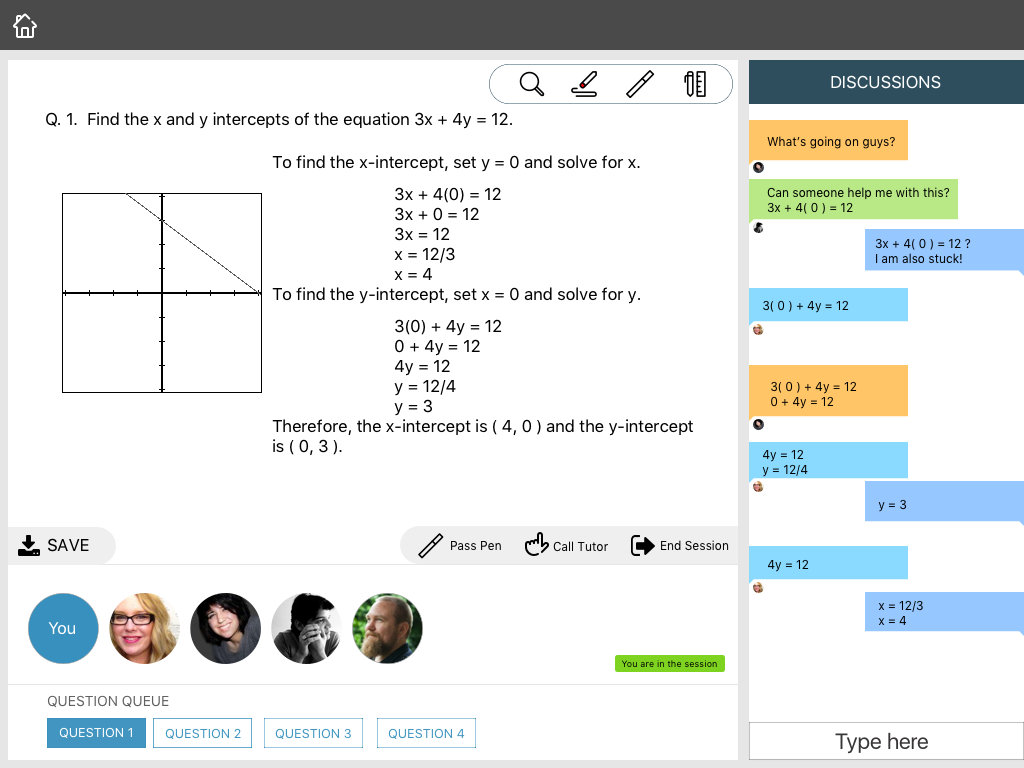 DISCUSSIONS
Q. 1. Find the x and y intercepts of the equation 3x + 4y = 12.
To find the x-intercept, set y = 0 and solve for x.
3x + 4(0) = 12
3x + 0 = 12
3x = 12
x = 12/3
x = 4
To find the y-intercept, set x = 0 and solve for y.
3(0) + 4y = 12
0 + 4y = 12
4y = 12
y = 12/4
y = 3
Therefore, the x-intercept is ( 4, 0 ) and the y-intercept
is ( 0, 3 ).
SAVE
Pass Pen
Call Tutor
End Session
You
You are in the session
QUESTION QUEUE
QUESTION 1
QUESTION 2
QUESTION 3
QUESTION 4
What's going on guys?
Can someone help me with this?
3x + 4( 0 ) = 12
3x + 4( 0 ) = 12 ?
I am also stuck!
3( 0 ) + 4y = 12
3( 0 ) + 4y = 12
0 + 4y = 12
4y = 12
y = 12/4
y = 3
4y = 12
x = 12/3
x = 4
Type here